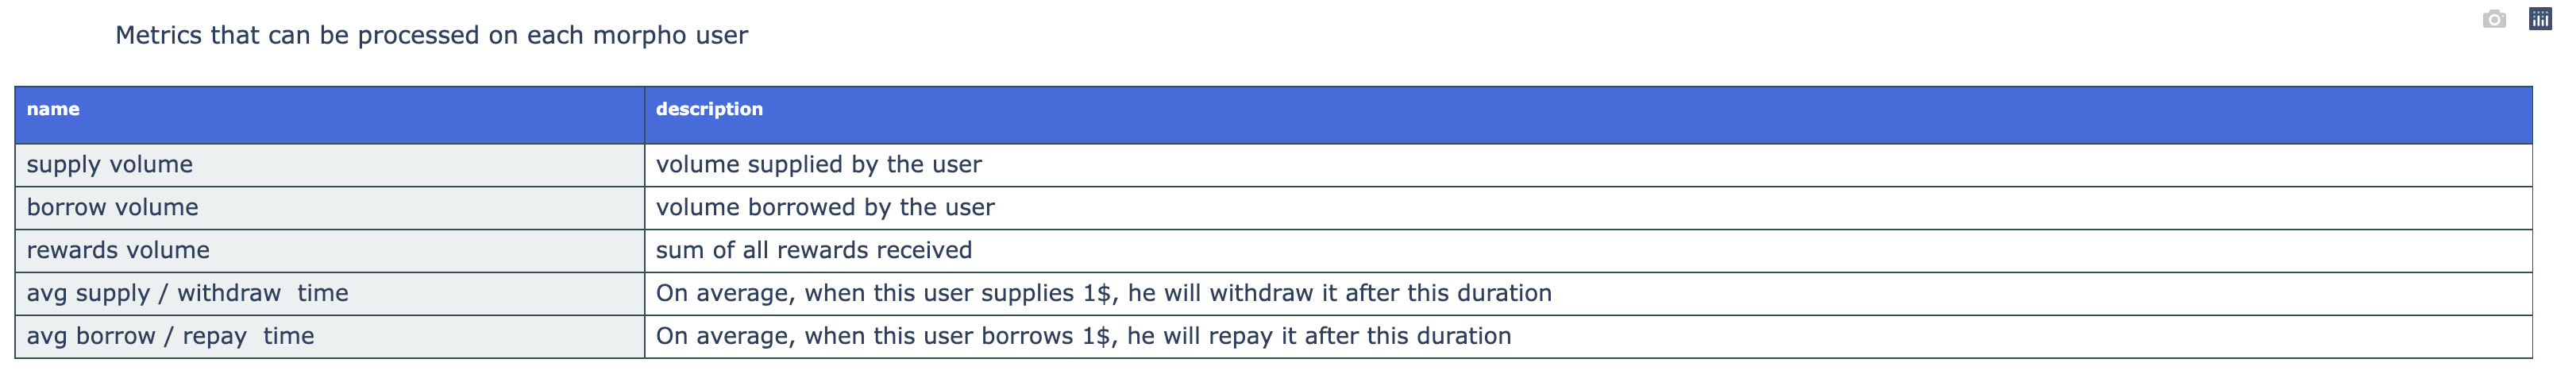 Metrics that can be processed on each morpho user
name description
supply volume volume supplied by the user
borrow volume volume borrowed by the user
rewards volume sum of all rewards received
avg supply / withdraw  time On average, when this user supplies 1$, he will withdraw it after this duration
avg borrow / repay  time On average, when this user borrows 1$, he will repay it after this duration